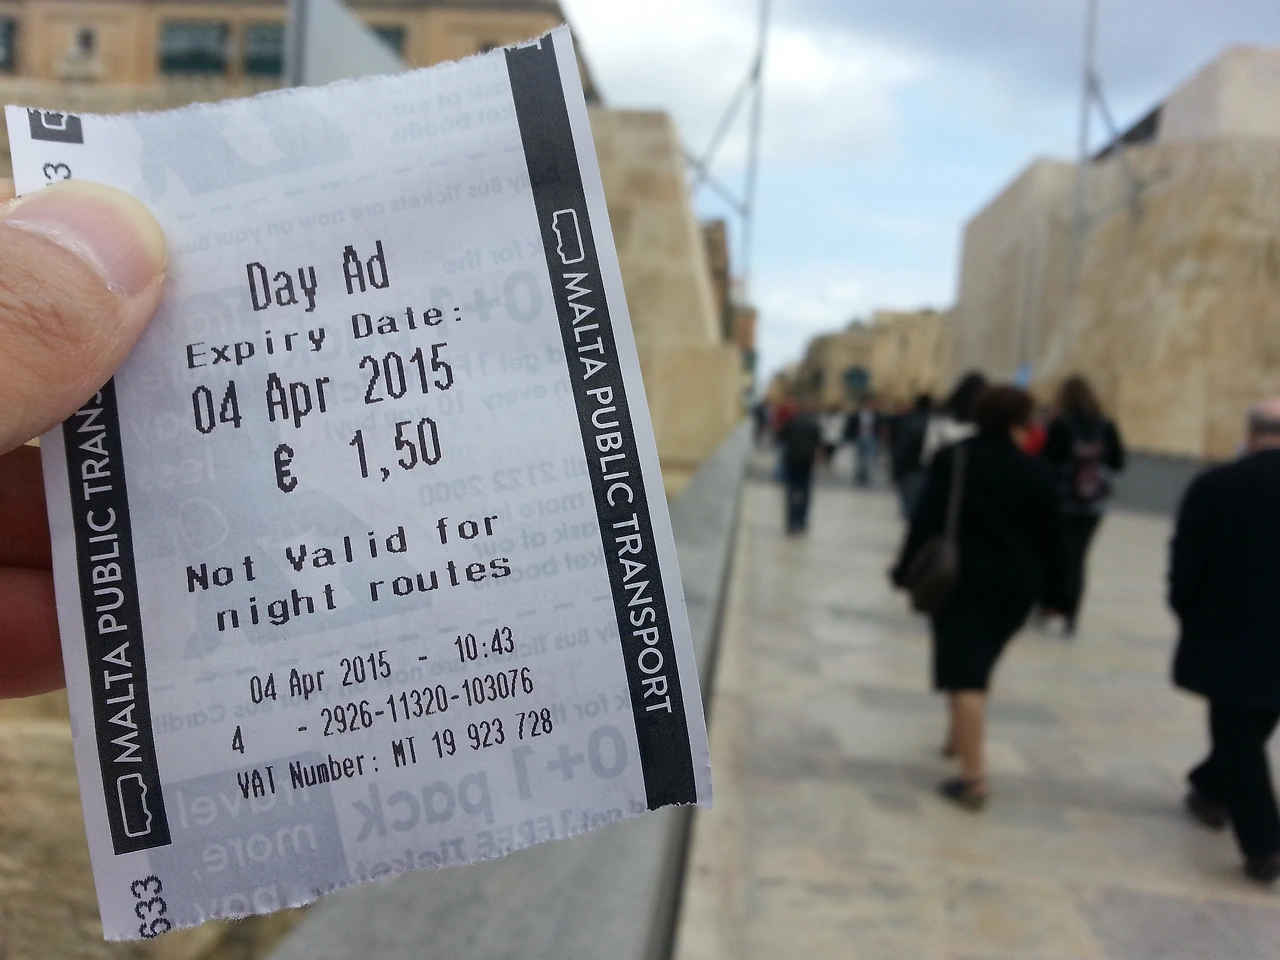 Day Ad
Expiry Date:
04 Apr 2015
€ 1,50
Not Valid for
night routes
04 Apr 2015 - 10:43
4 - 2926-11320-103076
VAT Number: MT 19 923 728
MALTA PUBLIC TRANS
MALTA PUBLIC TRANSPORT
633